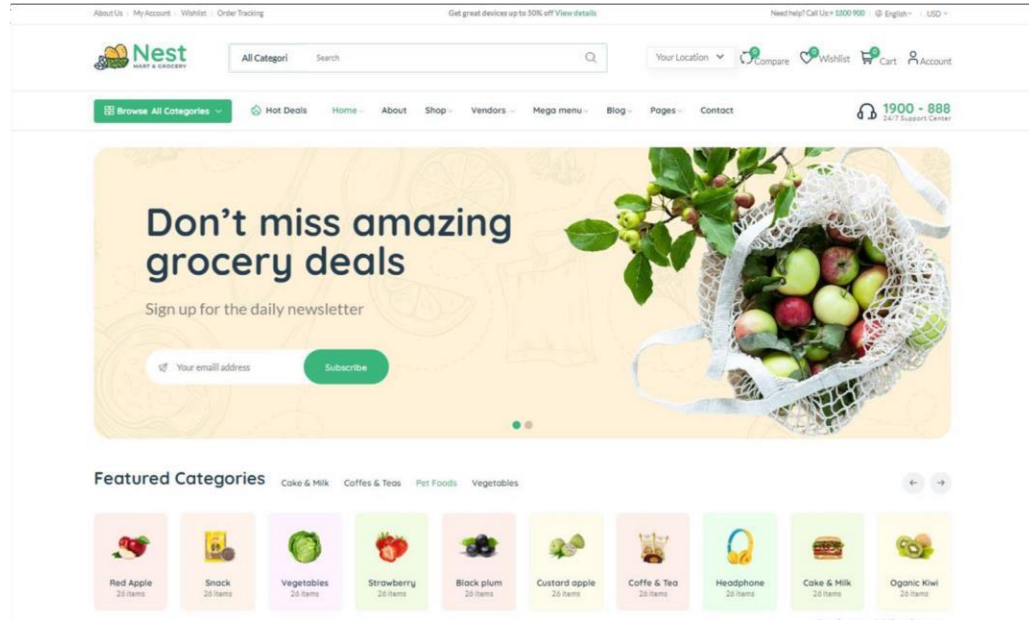 About Us
My Account
Wishlist
Order Tracking
Get great devices up to 50% off View details
Need help? Call Us:+ 1800 900
English
USD
Nest
MART & GROCERY
All Categori
Search
Your Location
0
Compare
0
Wishlist
0
Cart
Account
Browse All Categories
Hot Deals
Home
About
Shop
Vendors
Mega menu
Blog
Pages
Contact
1900 - 888
24/7 Support Center
Don't miss amazing
grocery deals
Sign up for the daily newsletter
Your emaill address
Subscribe
Featured Categories
Cake & Milk
Coffes & Teas
Pet Foods
Vegetables
Red Apple
26 items
Snack
26 items
Vegetables
26 items
Strawberry
26 items
Black plum
26 items
Custard apple
26 items
Coffe & Tea
26 items
Headphone
26 items
Cake & Milk
26 items
Oganic Kiwi
26 items